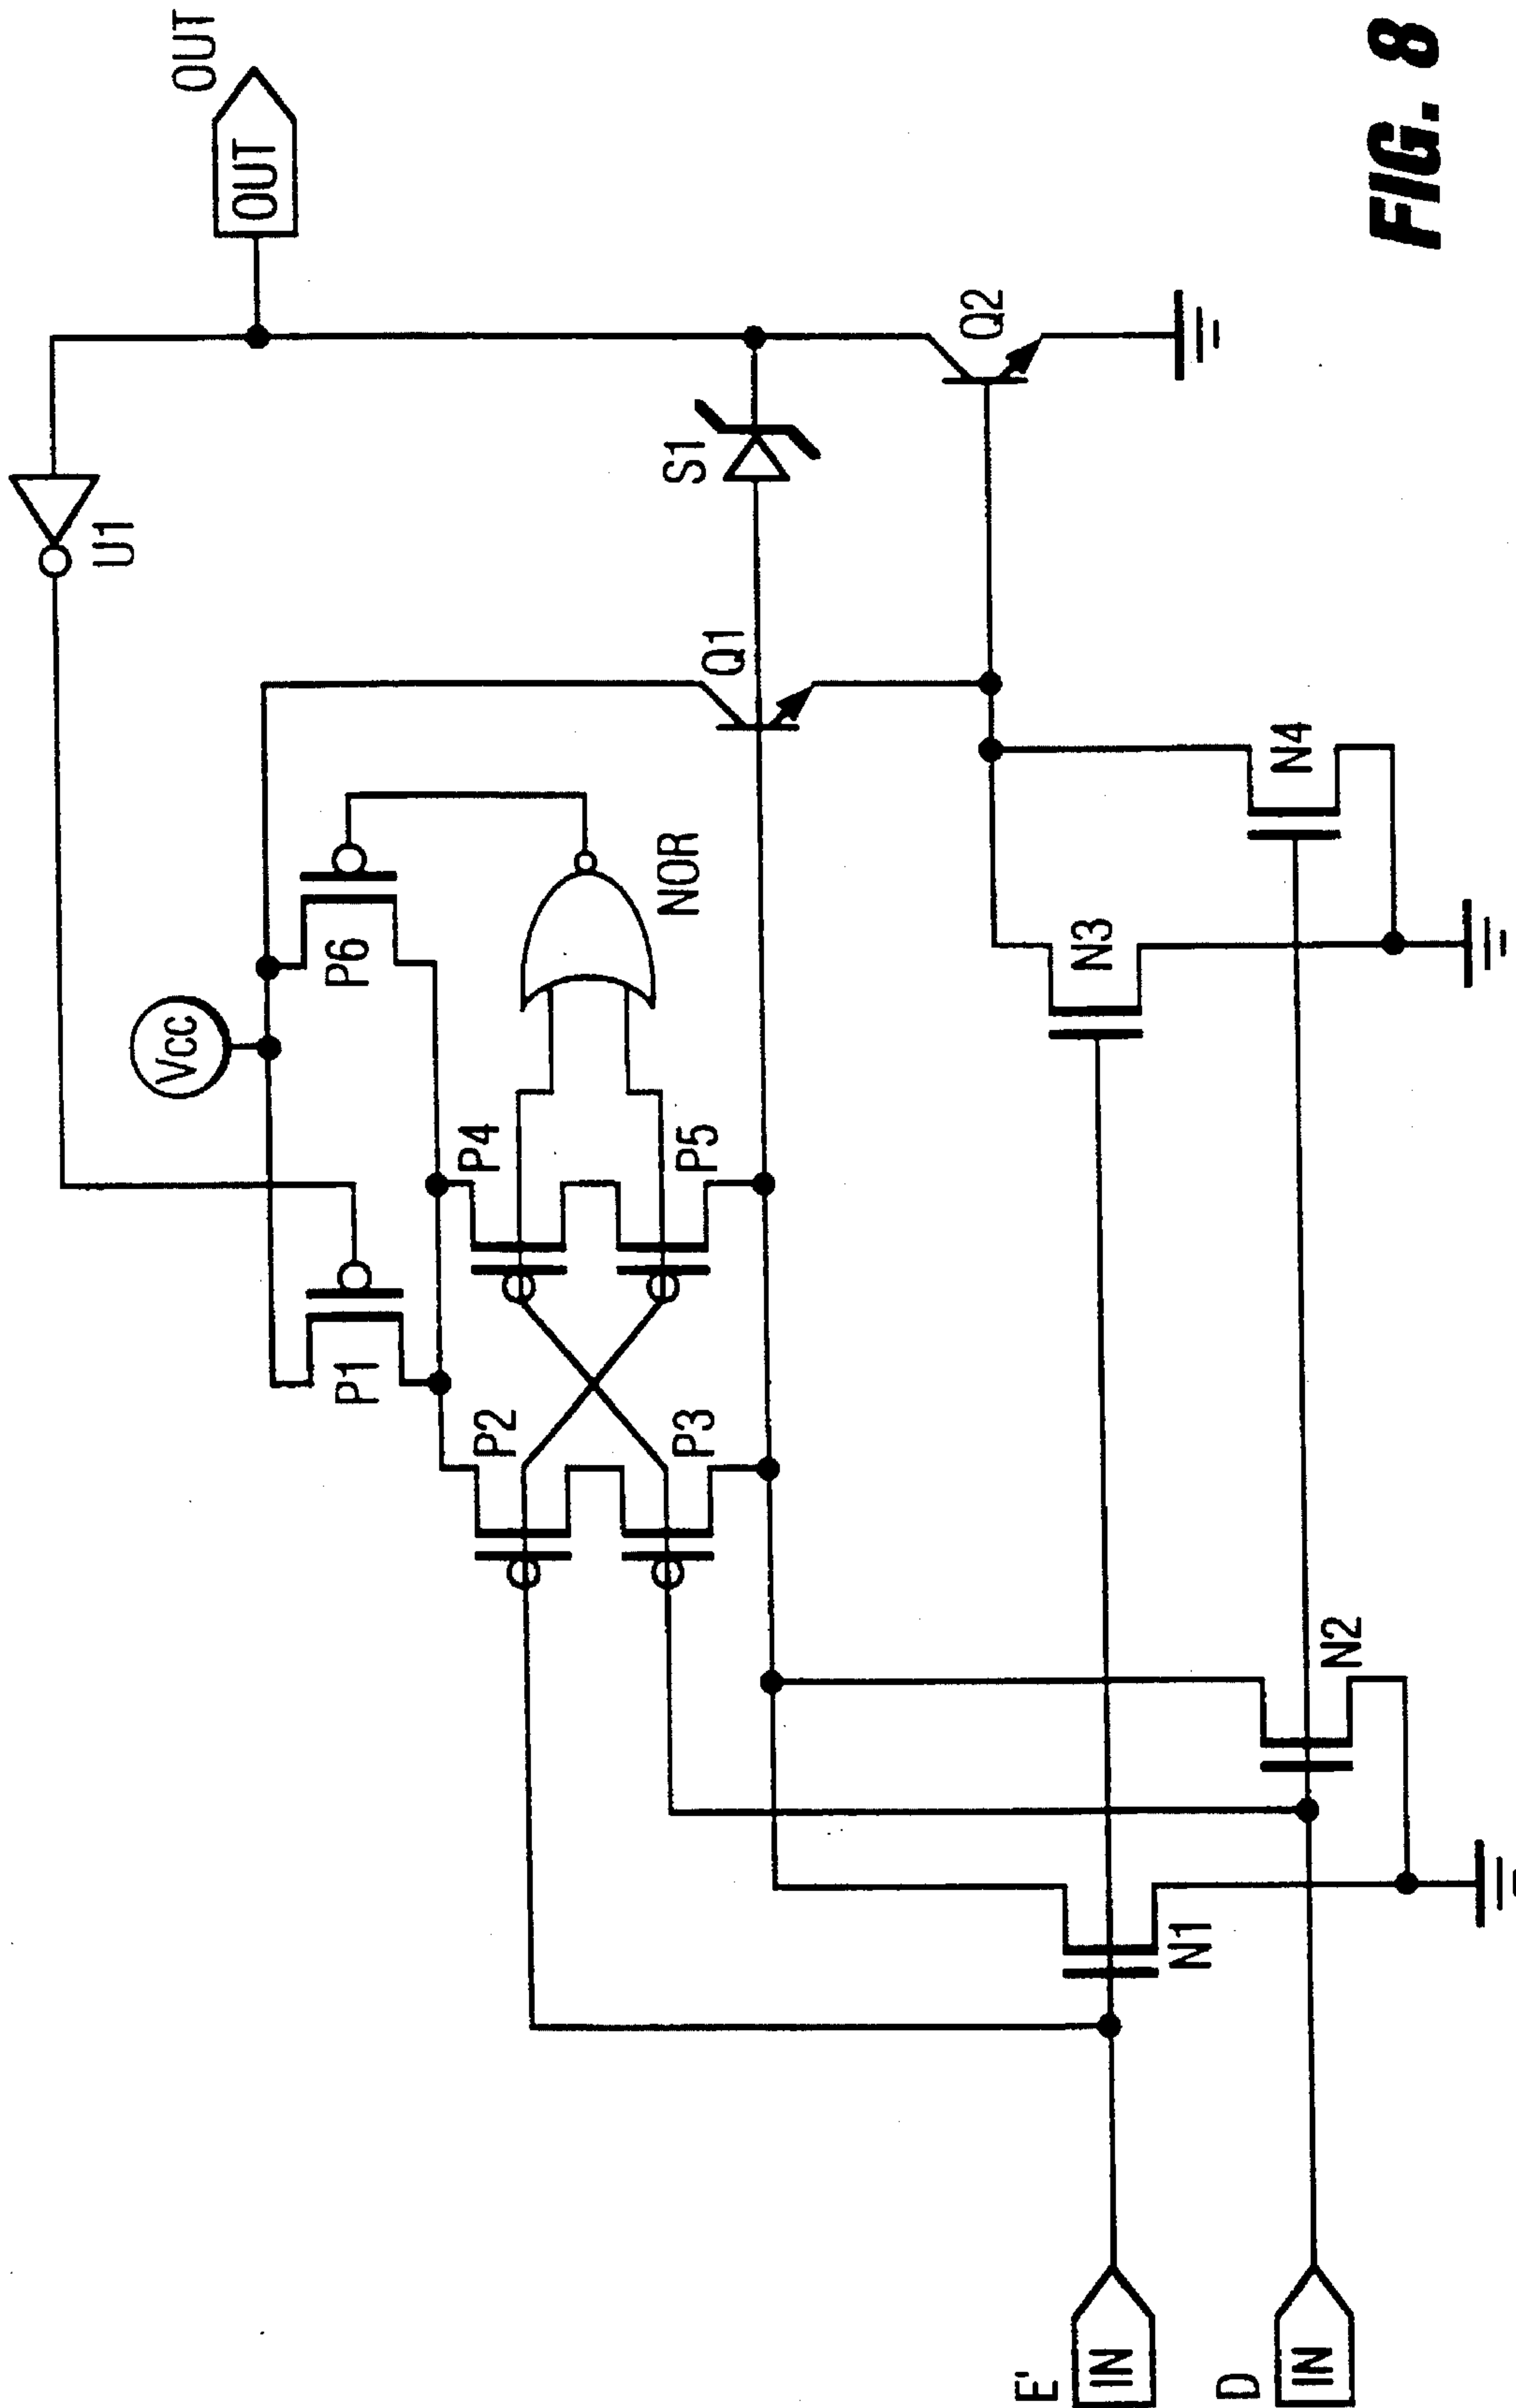 OUT
OUT
U1
Vcc
P1
P6
P2
P4
NOR
S1
Q1
P3
P5
Q2
N3
N1
N4
N2
E'
IN
D
IN
FIG. 8